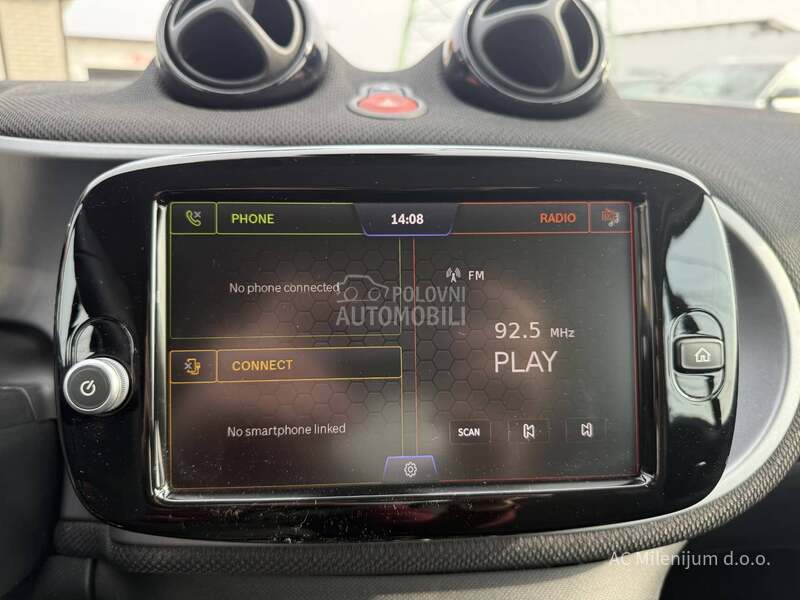 PHONE
14:08
RADIO
No phone connected
FM
POLOVNI
AUTOMOBILI
92.5 MHz
PLAY
CONNECT
No smartphone linked
SCAN
AC Milenijum d.o.o.